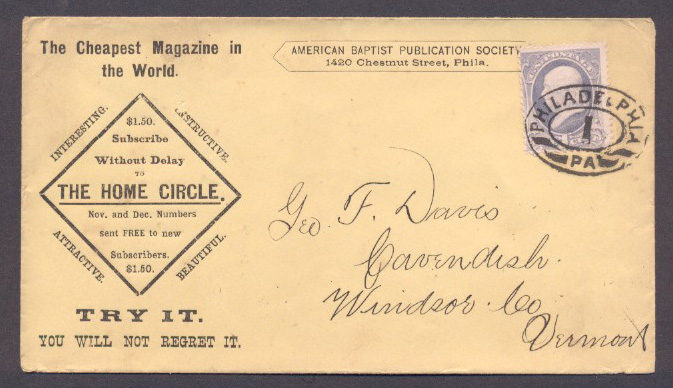 The Cheapest Magazine in
the World.
AMERICAN BAPTIST PUBLICATION SOCIETY
1420 Chestnut Street, Phila.
PHILADELPHIA
1
PA
INTERESTING.
INSTRUCTIVE.
$1.50.
Subscribe
Without Delay
TO
THE HOME CIRCLE.
Nov. and Dec. Numbers
sent FREE to new
Subscribers.
$1.50.
ATTRACTIVE.
BEAUTIFUL.
TRY IT.
YOU WILL NOT REGRET IT.
Geo. F. Davis
Cavendish.
Windsor. Co
Vermont